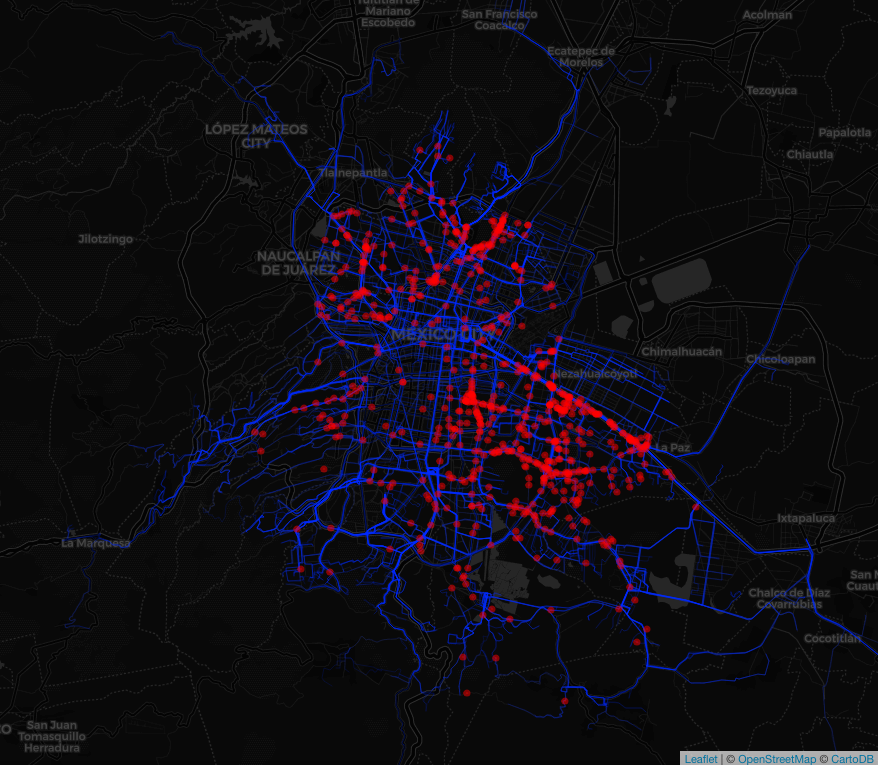 Tultitlán de
Mariano
Escobedo
San Francisco
Coacalco
Acolman
Ecatepec de
Morelos
Tezoyuca
LÓPEZ MATEOS
CITY
Papalotla
Chiautla
Tlalnepantla
Jilotzingo
NAUCALPAN
DE JUÁREZ
MEXICO CITY
Chimalhuacán
Chicoloapan
Nezahualcóyotl
La Paz
Ixtapaluca
La Marquesa
San M
Cuaut
Chalco de Díaz
Covarrubias
Cocotitlán
CO
San Juan
Tomasquillo
Herradura
Leaflet | © OpenStreetMap © CartoDB